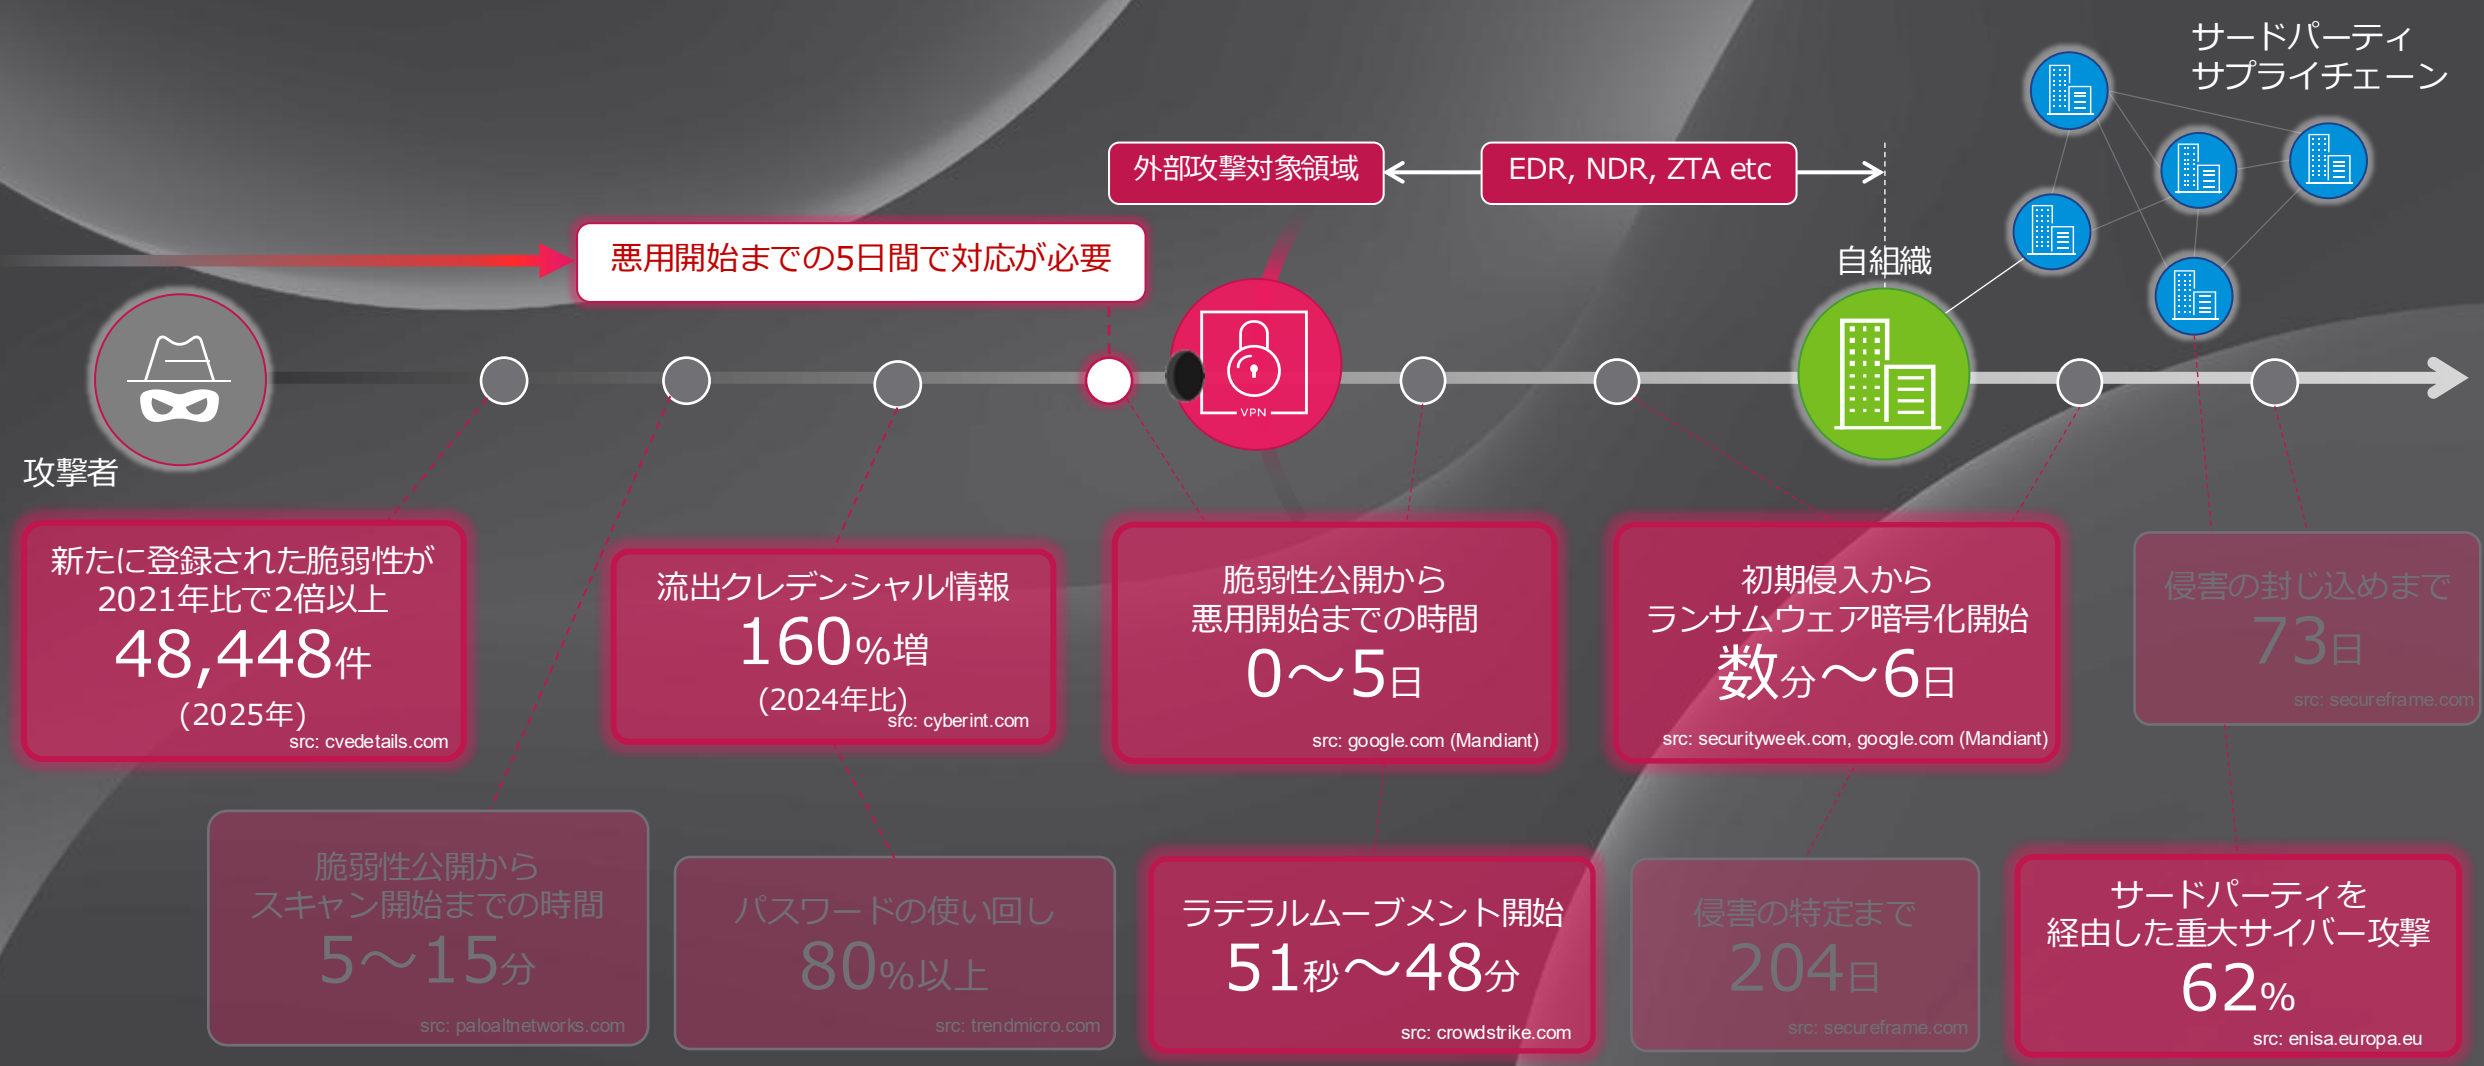 サードパーティ
サプライチェーン
外部攻撃対象領域
EDR, NDR, ZTA etc
悪用開始までの5日間で対応が必要
自組織
VPN
攻撃者
新たに登録された脆弱性が
2021年比で2倍以上
48,448件
(2025年)
src: cvedetails.com
流出クレデンシャル情報
160%増
(2024年比)
src: cyberint.com
脆弱性公開から
悪用開始までの時間
0～5日
src: google.com (Mandiant)
初期侵入から
ランサムウェア暗号化開始
数分～6日
src: securityweek.com, google.com (Mandiant)
侵害の封じ込めまで
73日
src: secureframe.com
脆弱性公開から
スキャン開始までの時間
5～15分
src: paloaltnetworks.com
パスワードの使い回し
80%以上
src: trendmicro.com
ラテラルムーブメント開始
51秒～48分
src: crowdstrike.com
侵害の特定まで
204日
src: secureframe.com
サードパーティを
経由した重大サイバー攻撃
62%
src: enisa.europa.eu